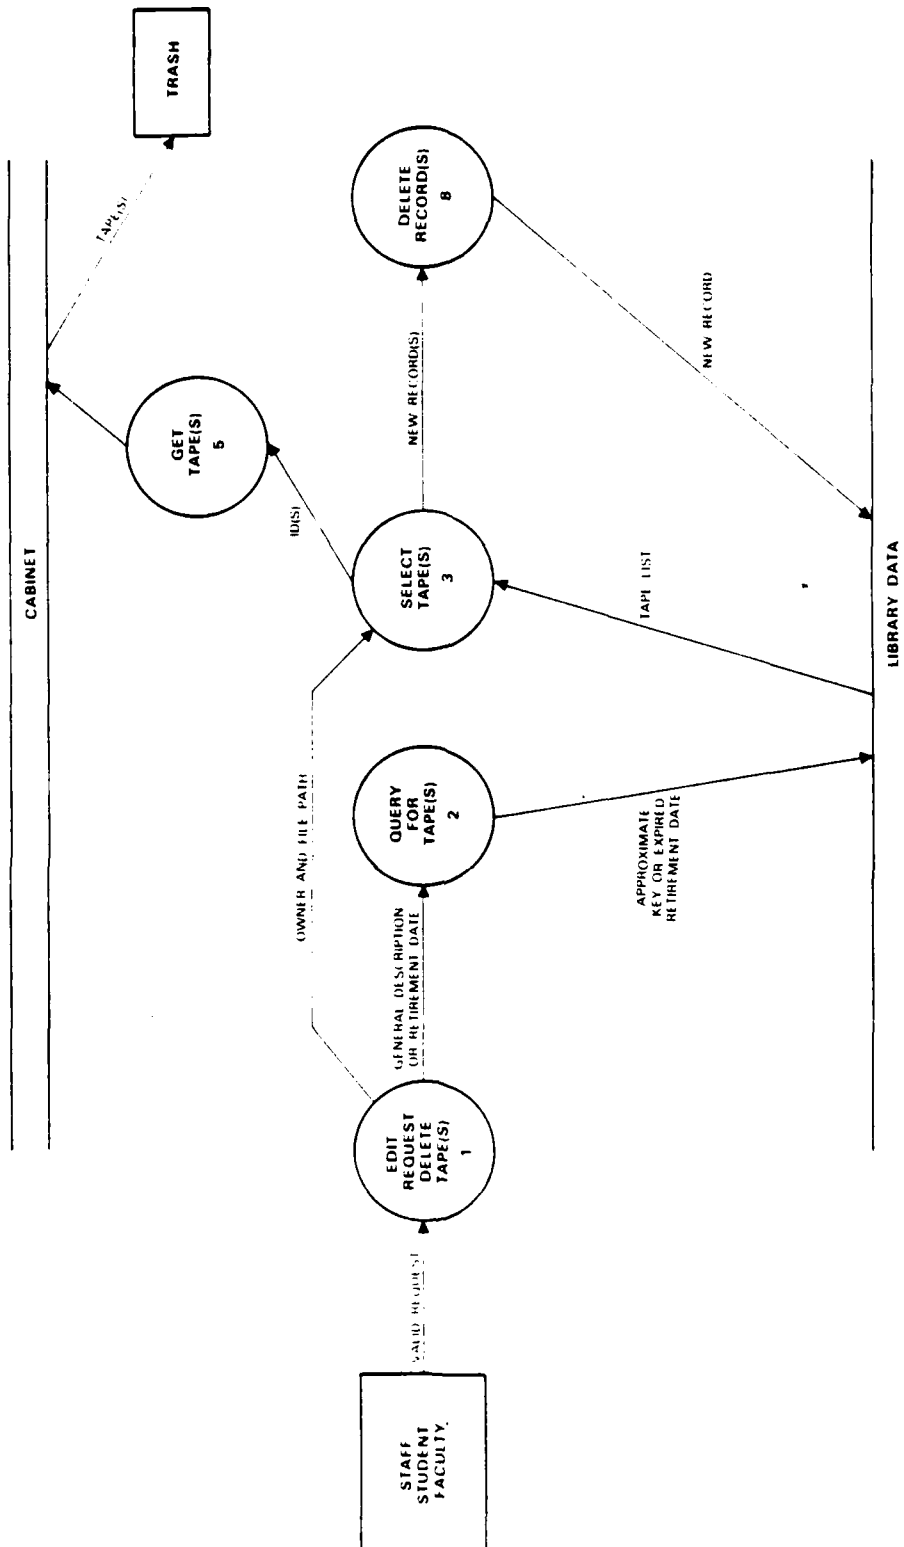 CABINET
TRASH
TAPE(S)
GET
TAPE(S)
5
ID(S)
DELETE
RECORD(S)
8
NEW RECORD(S)
SELECT
TAPE(S)
3
OWNER AND FILE PATH
QUERY
FOR
TAPE(S)
2
GENERAL DESCRIPTION
OR RETIREMENT DATE
EDIT
REQUEST
DELETE
TAPE(S)
1
VALID REQUEST
STAFF
STUDENT
FACULTY
APPROXIMATE
KEY OR EXPIRED
RETIREMENT DATE
TAPE LIST
NEW RECORD
LIBRARY DATA